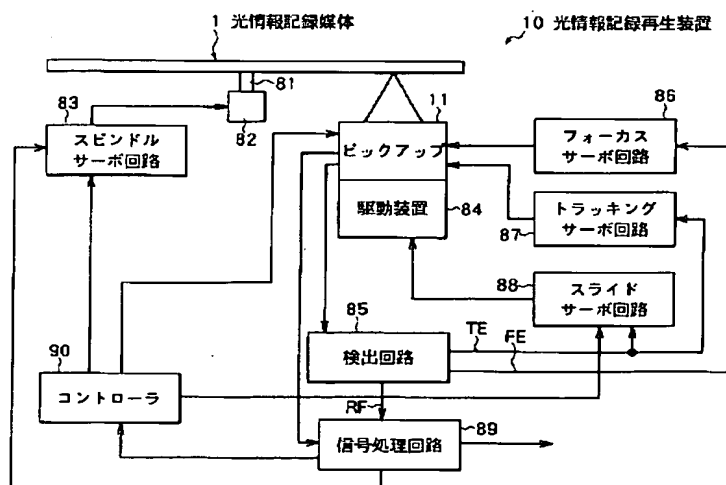 1 光情報記録媒体
10 光情報記録再生装置
81
82
83
スピンドル
サーボ回路
11
ピックアップ
駆動装置
84
86
フォーカス
サーボ回路
トラッキング
サーボ回路
87
88
スライド
サーボ回路
85
検出回路
TE
FE
90
コントローラ
RF
89
信号処理回路